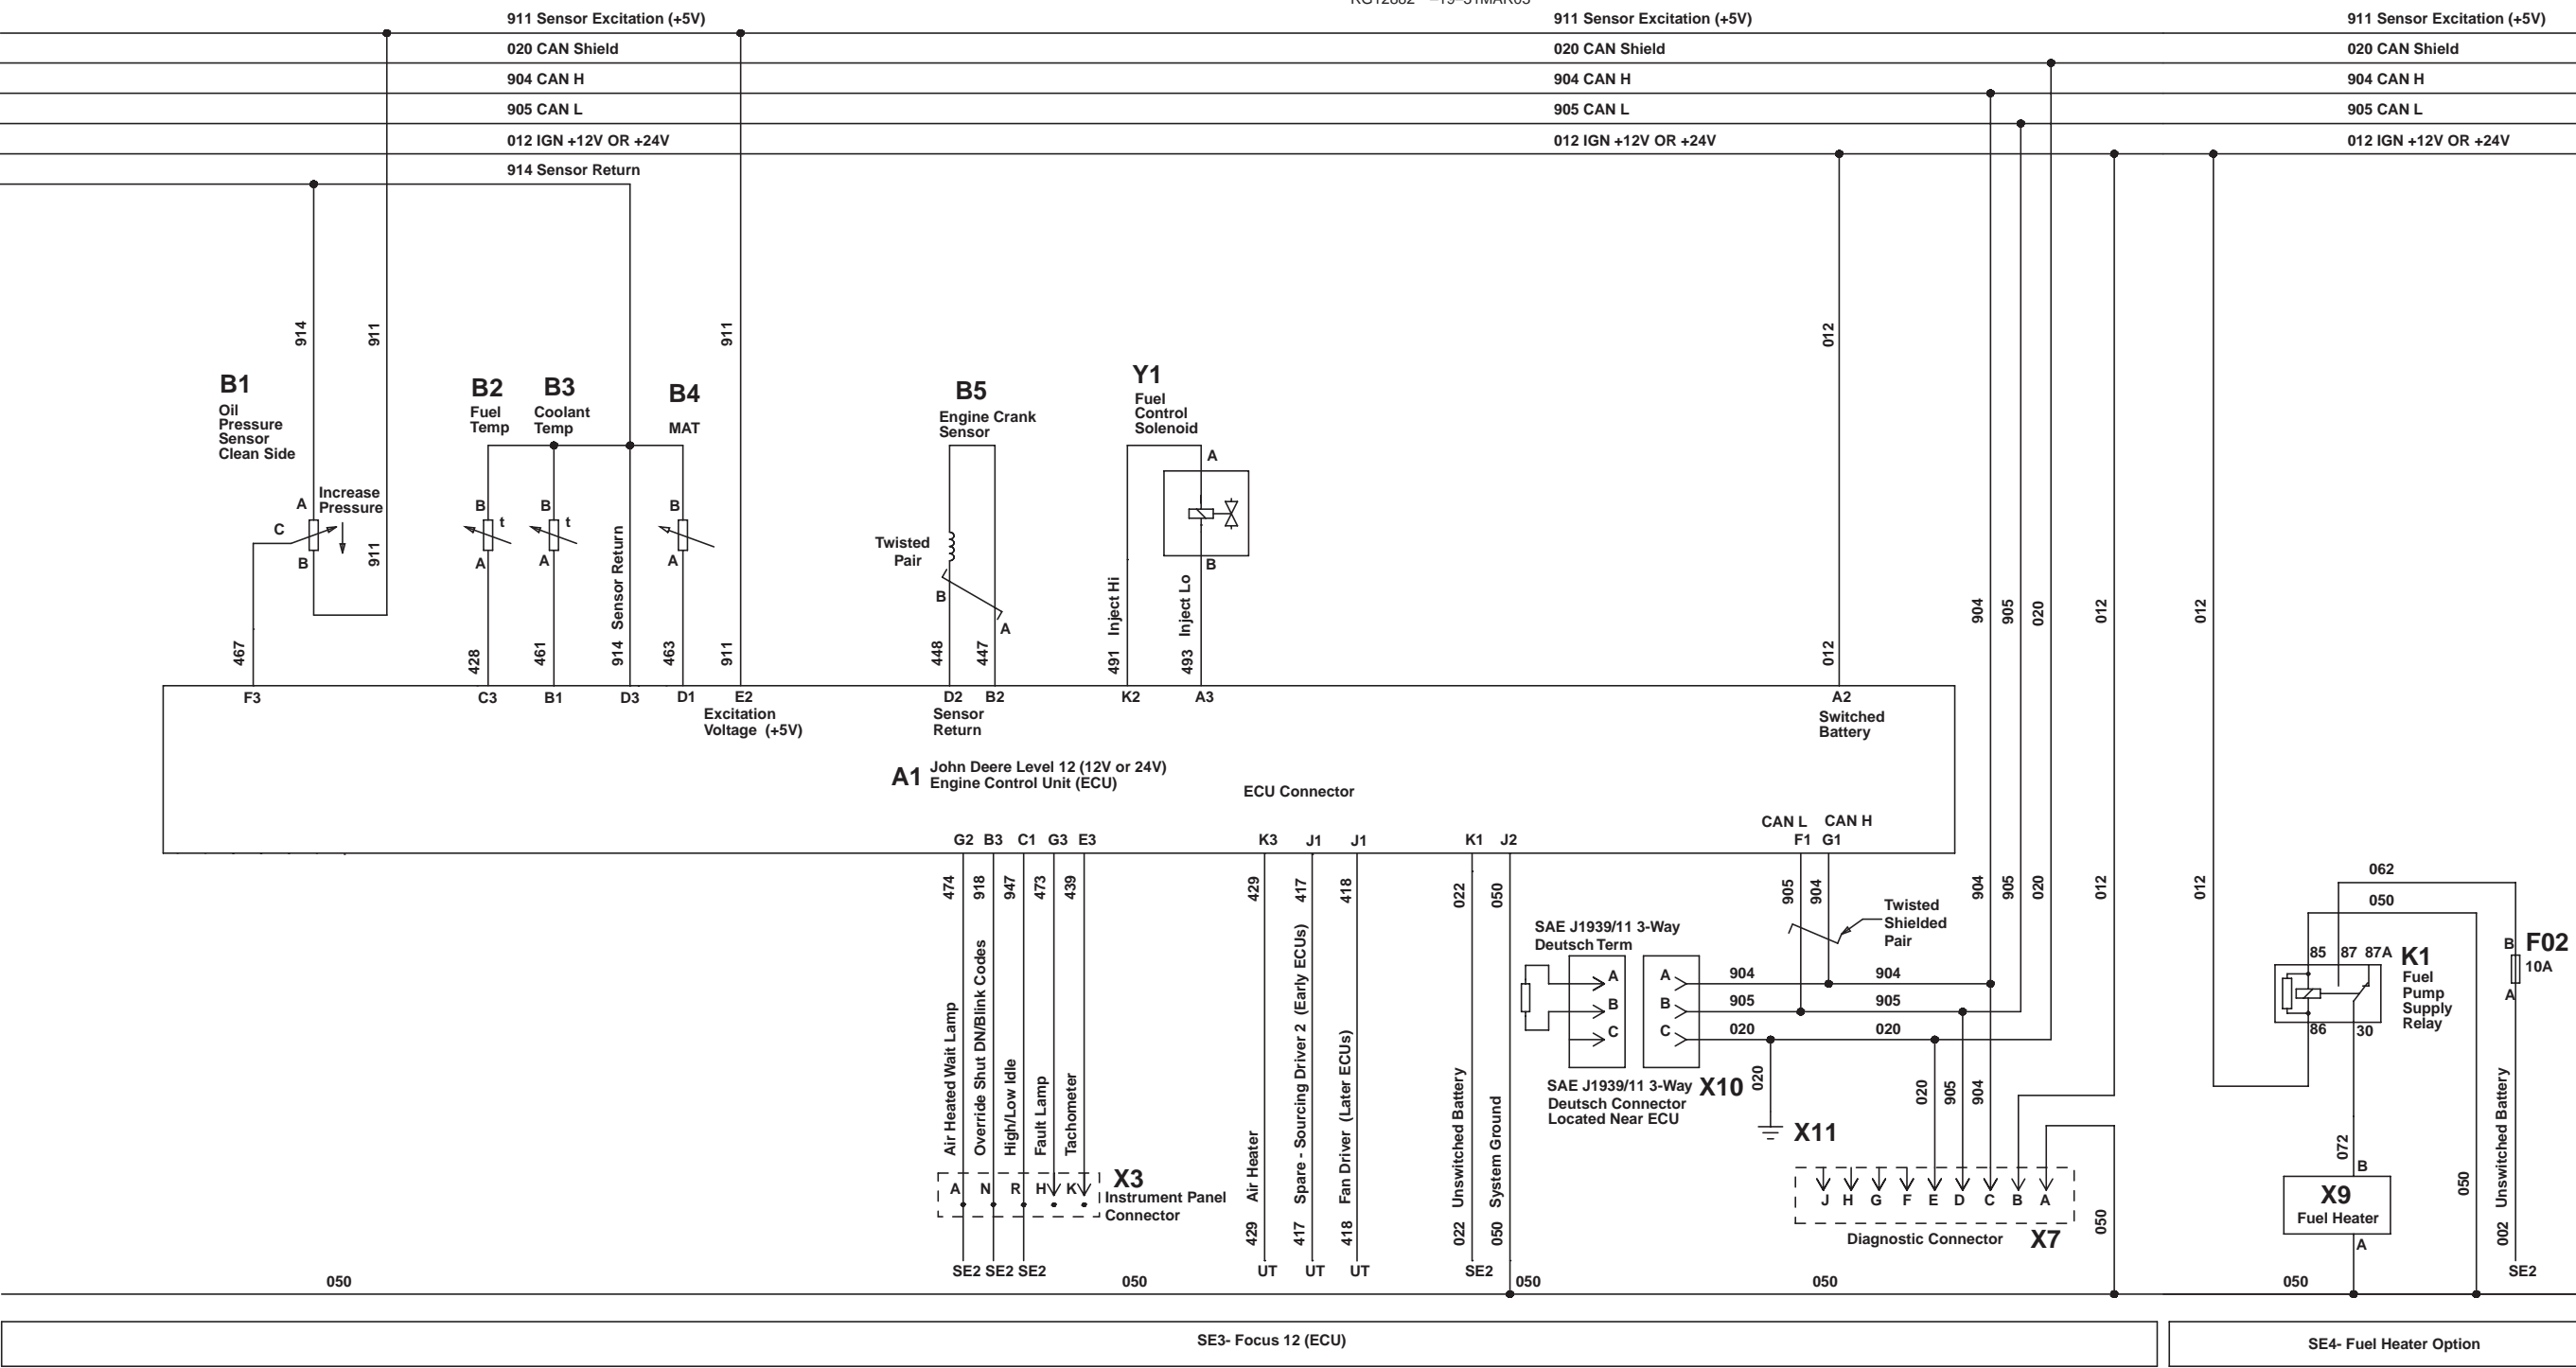 911 Sensor Excitation (+5V)
911 Sensor Excitation (+5V)
911 Sensor Excitation (+5V)
020 CAN Shield
020 CAN Shield
020 CAN Shield
904 CAN H
904 CAN H
904 CAN H
905 CAN L
905 CAN L
905 CAN L
012 IGN +12V OR +24V
012 IGN +12V OR +24V
012 IGN +12V OR +24V
914 Sensor Return
914
911
911
012
B1
Oil
Pressure
Sensor
Clean Side
A
Increase
Pressure
C
B
911
467
B2
Fuel
Temp
B
t
A
428
B3
Coolant
Temp
B
t
A
461
914 Sensor Return
B4
MAT
B
A
463
911
B5
Engine Crank
Sensor
Twisted
Pair
B
A
448
447
Y1
Fuel
Control
Solenoid
A
B
491 Inject Hi
493 Inject Lo
012
904
905
020
012
012
F3
C3
B1
D3
D1
E2
Excitation
Voltage (+5V)
D2
B2
Sensor
Return
K2
A3
A2
Switched
Battery
A1
John Deere Level 12 (12V or 24V)
Engine Control Unit (ECU)
ECU Connector
CAN L
CAN H
G2
B3
C1
G3
E3
K3
J1
J1
K1
J2
F1
G1
474
918
947
473
439
429
417
418
022
050
905
904
904
905
020
012
012
Air Heated Wait Lamp
Override Shut DN/Blink Codes
High/Low Idle
Fault Lamp
Tachometer
A
N
R
H
K
X3
Instrument Panel
Connector
SE2
SE2
SE2
Air Heater
429
UT
Spare - Sourcing Driver 2 (Early ECUs)
417
UT
Fan Driver (Later ECUs)
418
UT
Unswitched Battery
022
SE2
System Ground
050
Twisted
Shielded
Pair
SAE J1939/11 3-Way
Deutsch Term
A
B
C
A
B
C
904
904
905
905
020
020
SAE J1939/11 3-Way
Deutsch Connector
Located Near ECU
X10
020
X11
020
905
904
J
H
G
F
E
D
C
B
A
Diagnostic Connector
X7
050
062
050
85
87
87A
K1
Fuel
Pump
Supply
Relay
86
30
B
F02
10A
A
072
B
X9
Fuel Heater
A
050
002 Unswitched Battery
SE2
050
050
050
050
050
SE3- Focus 12 (ECU)
SE4- Fuel Heater Option